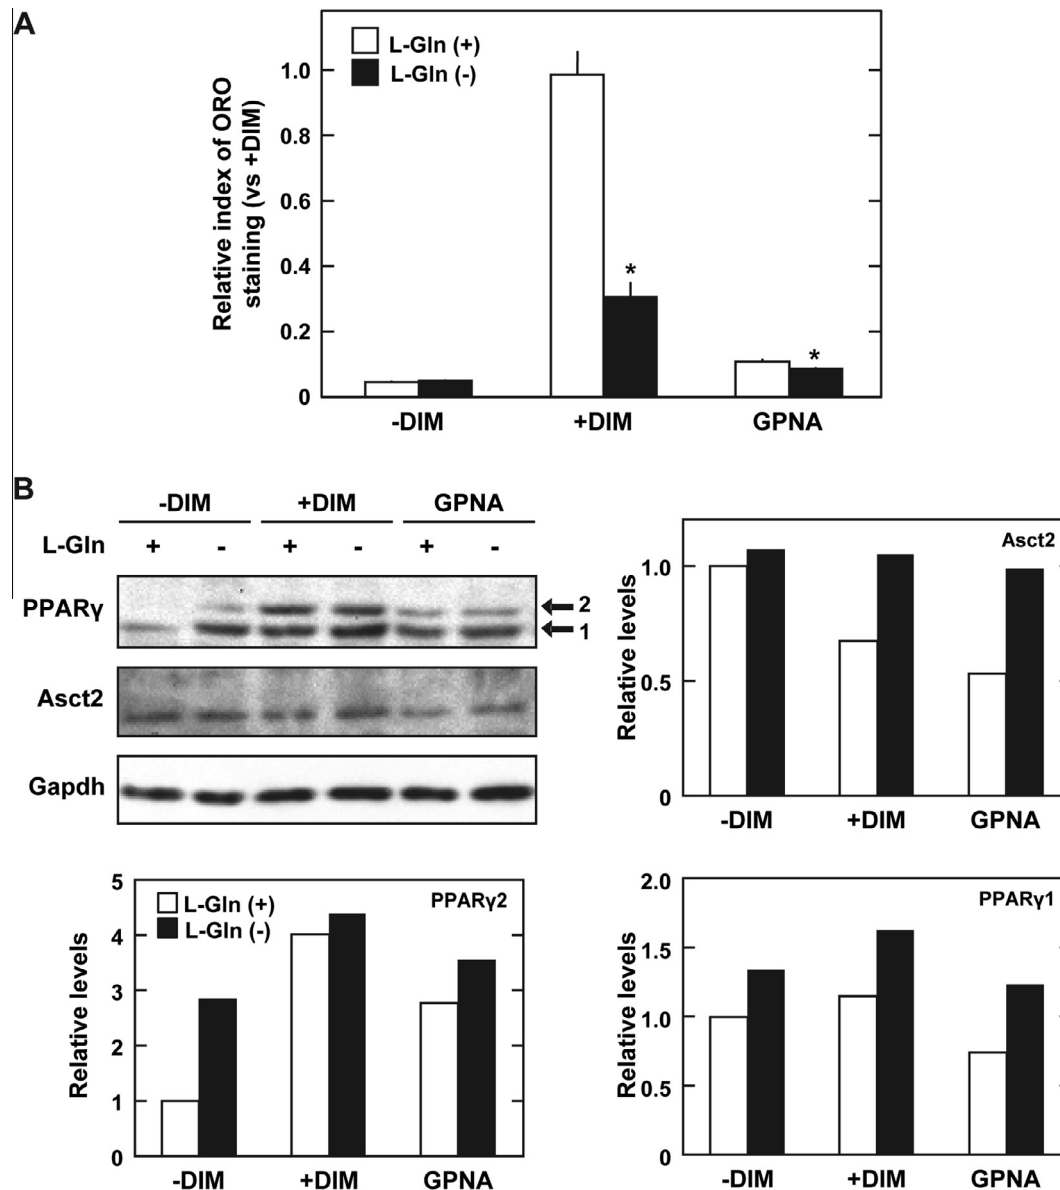 A
Relative index of ORO
staining (vs +DIM)
L-Gln (+)
L-Gln (-)
1.0
0.8
0.6
0.4
0.2
0
*
*
-DIM
+DIM
GPNA
B
-DIM
+DIM
GPNA
L-Gln
+
-
+
-
+
-
PPARγ
2
1
Asct2
Gapdh
Asct2
Relative levels
1.0
0.5
0
-DIM
+DIM
GPNA
PPARγ2
L-Gln (+)
L-Gln (-)
Relative levels
5
4
3
2
1
0
-DIM
+DIM
GPNA
PPARγ1
Relative levels
2.0
1.5
1.0
0.5
0
-DIM
+DIM
GPNA